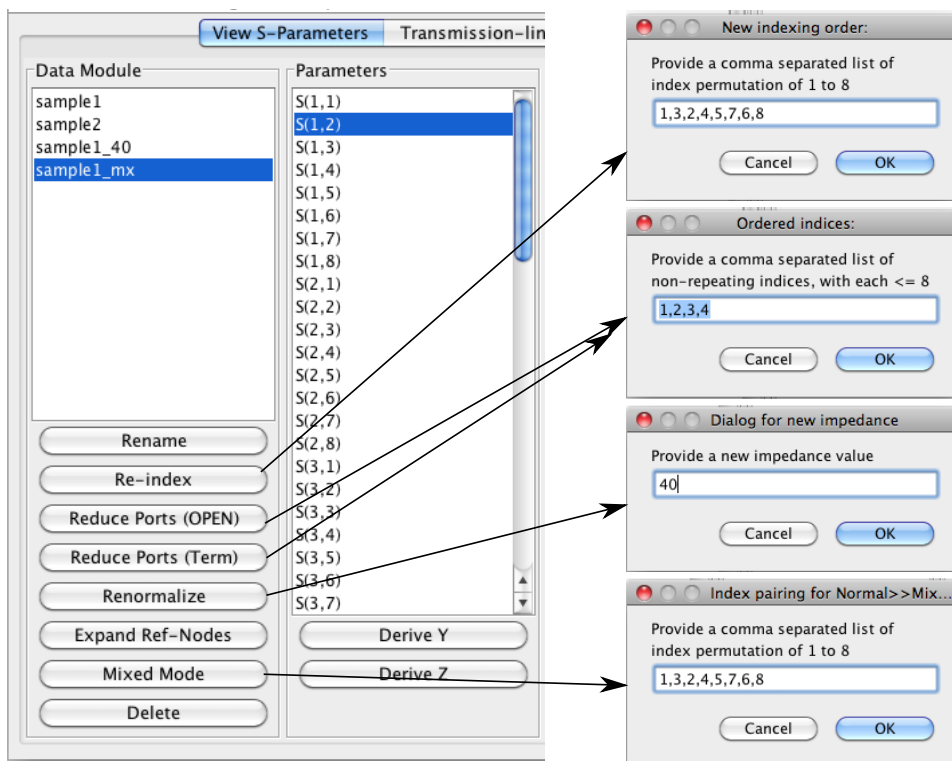 View S-Parameters
Transmission-lin
Data Module
sample1
sample2
sample1_40
sample1_mx
Rename
Re-index
Reduce Ports (OPEN)
Reduce Ports (Term)
Renormalize
Expand Ref-Nodes
Mixed Mode
Delete
Parameters
S(1,1)
S(1,2)
S(1,3)
S(1,4)
S(1,5)
S(1,6)
S(1,7)
S(1,8)
S(2,1)
S(2,2)
S(2,3)
S(2,4)
S(2,5)
S(2,6)
S(2,7)
S(2,8)
S(3,1)
S(3,2)
S(3,3)
S(3,4)
S(3,5)
S(3,6)
S(3,7)
Derive Y
Derive Z
New indexing order:
Provide a comma separated list of
index permutation of 1 to 8
1,3,2,4,5,7,6,8
Cancel
OK
Ordered indices:
Provide a comma separated list of
non-repeating indices, with each <= 8
1,2,3,4
Cancel
OK
Dialog for new impedance
Provide a new impedance value
40
Cancel
OK
Index pairing for Normal>>Mix...
Provide a comma separated list of
index permutation of 1 to 8
1,3,2,4,5,7,6,8
Cancel
OK